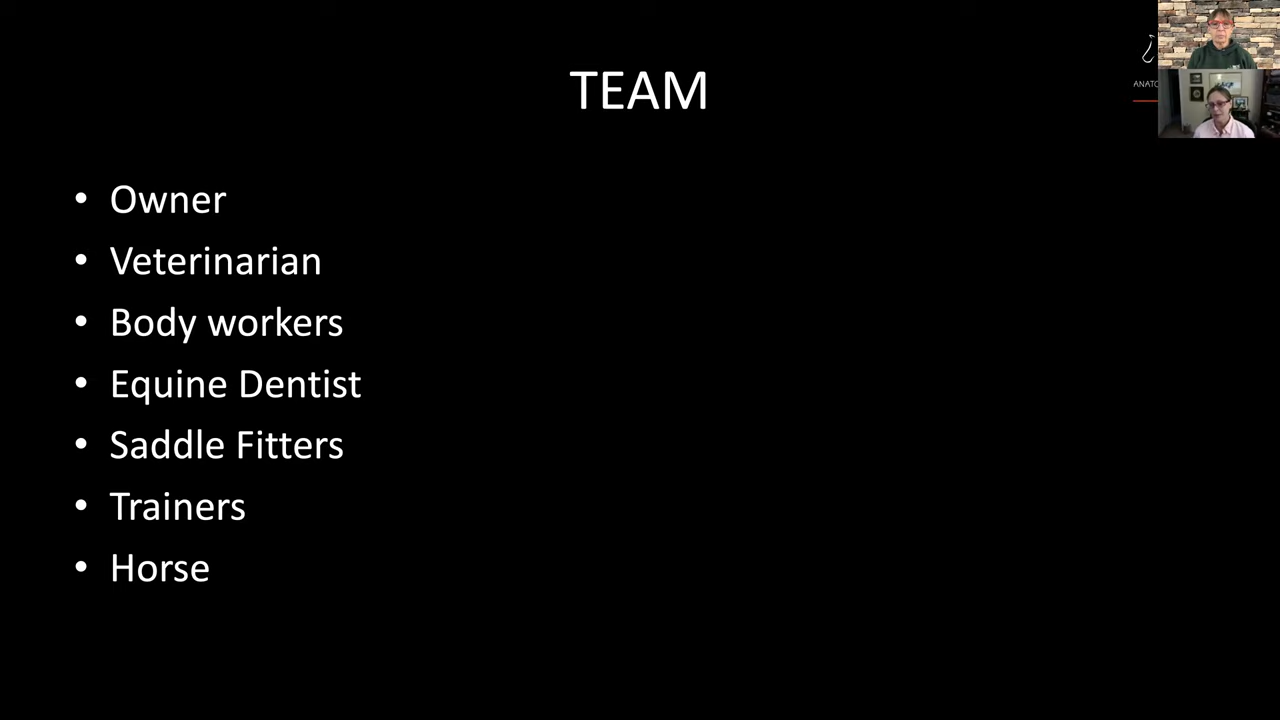 TEAM
• Owner
• Veterinarian
• Body workers
• Equine Dentist
• Saddle Fitters
• Trainers
• Horse